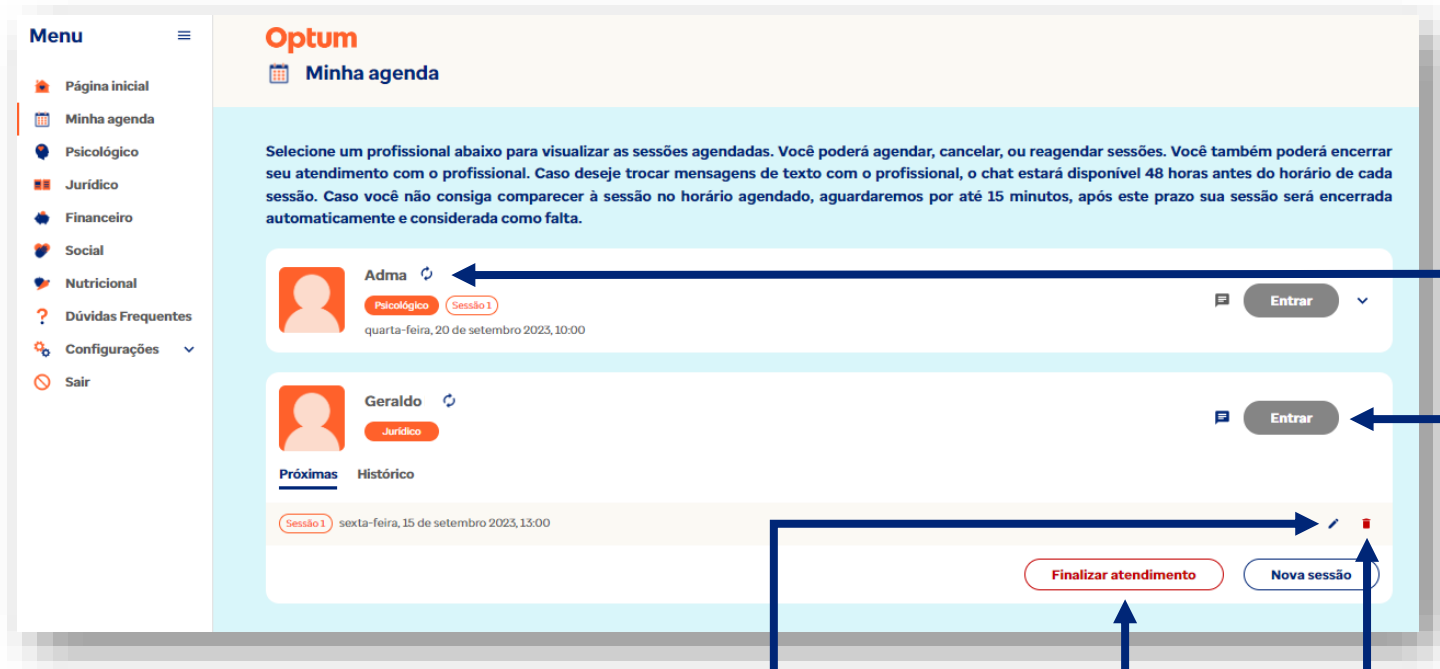 Menu
Página inicial
Minha agenda
Psicológico
Jurídico
Financeiro
Social
Nutricional
Dúvidas Frequentes
Configurações
Sair
Optum
Minha agenda
Selecione um profissional abaixo para visualizar as sessões agendadas. Você poderá agendar, cancelar, ou reagendar sessões. Você também poderá encerrar
seu atendimento com o profissional. Caso deseje trocar mensagens de texto com o profissional, o chat estará disponível 48 horas antes do horário de cada
sessão. Caso você não consiga comparecer à sessão no horário agendado, aguardaremos por até 15 minutos, após este prazo sua sessão será encerrada
automaticamente e considerada como falta.
Adma
Psicológico Sessão 1
quarta-feira, 20 de setembro 2023, 10:00
Entrar
Geraldo
Jurídico
Entrar
Próximas Histórico
Sessão 1 sexta-feira, 15 de setembro 2023, 13:00
Finalizar atendimento Nova sessão